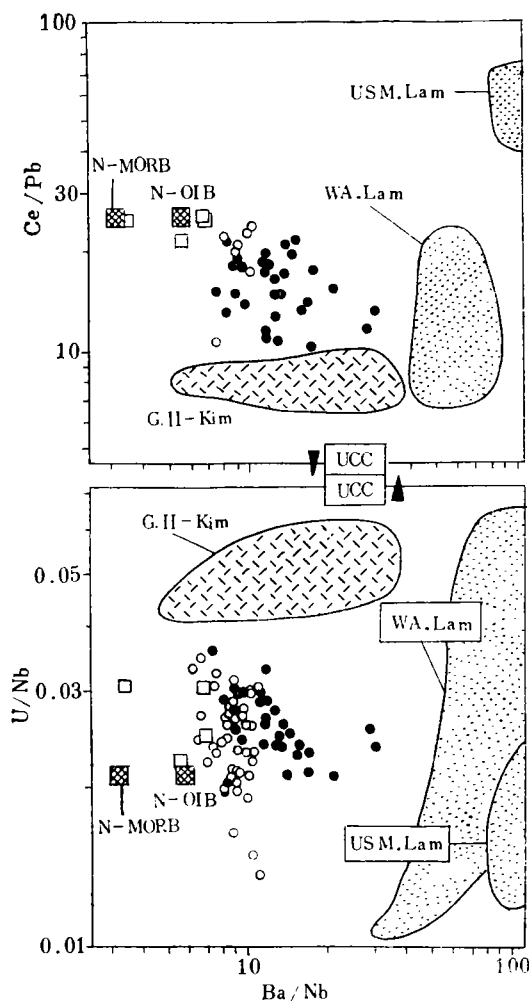 100
USM.Lam
N-MORB
N-OIB
30
WA.Lam
Ce/Pb
10
G.II-Kim
UCC
UCC
G.II-Kim
0.05
WA.Lam
U/Nb
0.03
N-OIB
N-MORB
USM.Lam
0.01
10
100
Ba/Nb